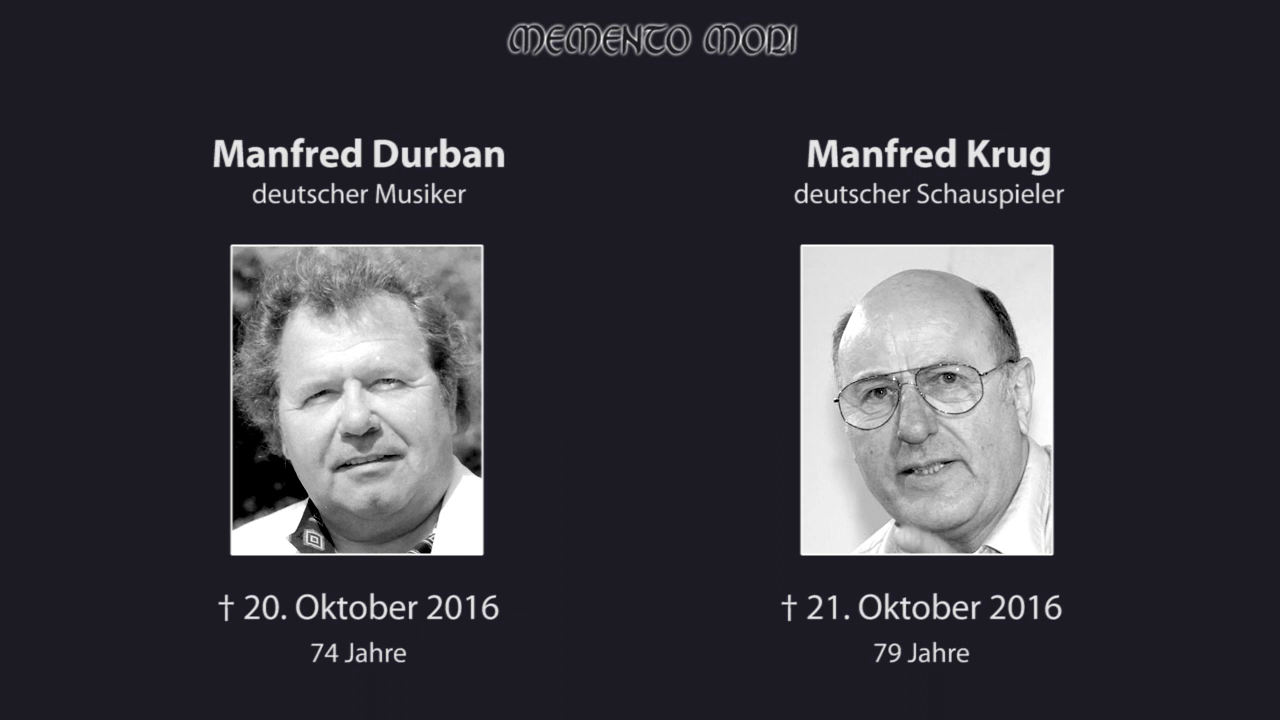 MEMENTO MORI
Manfred Durban
deutscher Musiker
† 20. Oktober 2016
74 Jahre
Manfred Krug
deutscher Schauspieler
† 21. Oktober 2016
79 Jahre